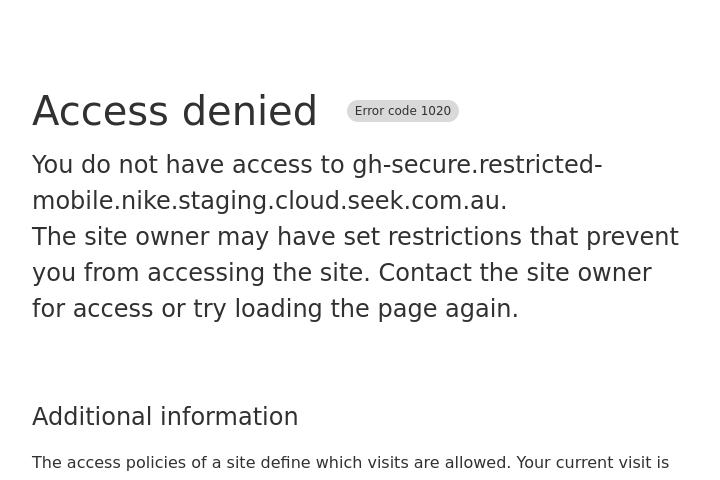 Access denied Error code 1020
You do not have access to gh-secure.restricted-
mobile.nike.staging.cloud.seek.com.au.
The site owner may have set restrictions that prevent
you from accessing the site. Contact the site owner
for access or try loading the page again.
Additional information
The access policies of a site define which visits are allowed. Your current visit is